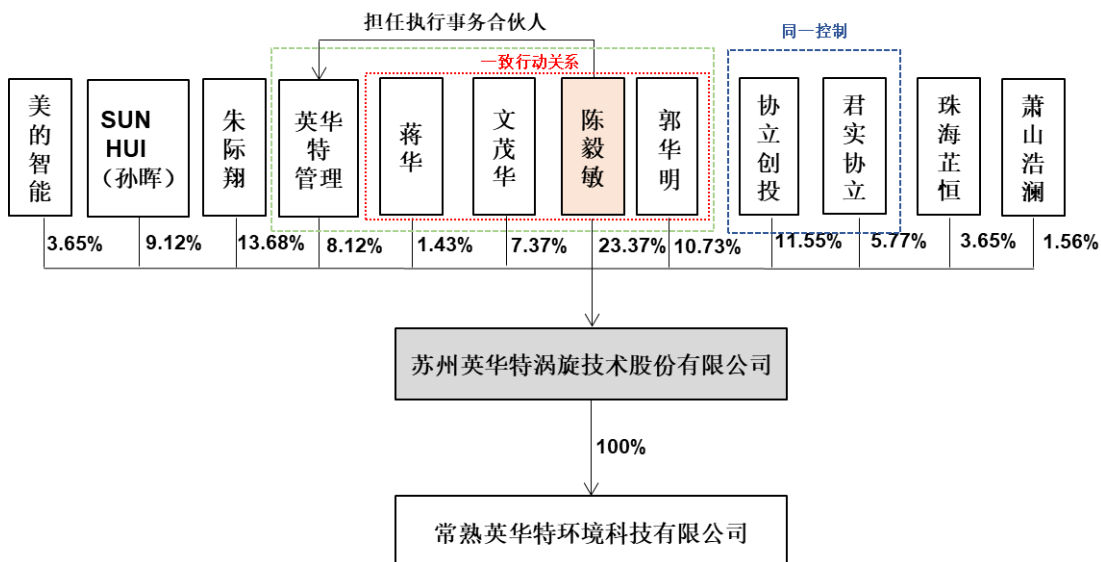 担任执行事务合伙人
同一控制
一致行动关系
美的智能
SUN
HUI
（孙晖）
朱际翔
英华
特
管理
蒋华
文茂华
陈毅敏
郭华明
协立创投
君实协立
珠海芷恒
萧山浩澜
3.65%
9.12%
13.68%
8.12%
1.43%
7.37%
23.37%
10.73%
11.55%
5.77%
3.65%
1.56%
苏州英华特涡旋技术股份有限公司
100%
常熟英华特环境科技有限公司